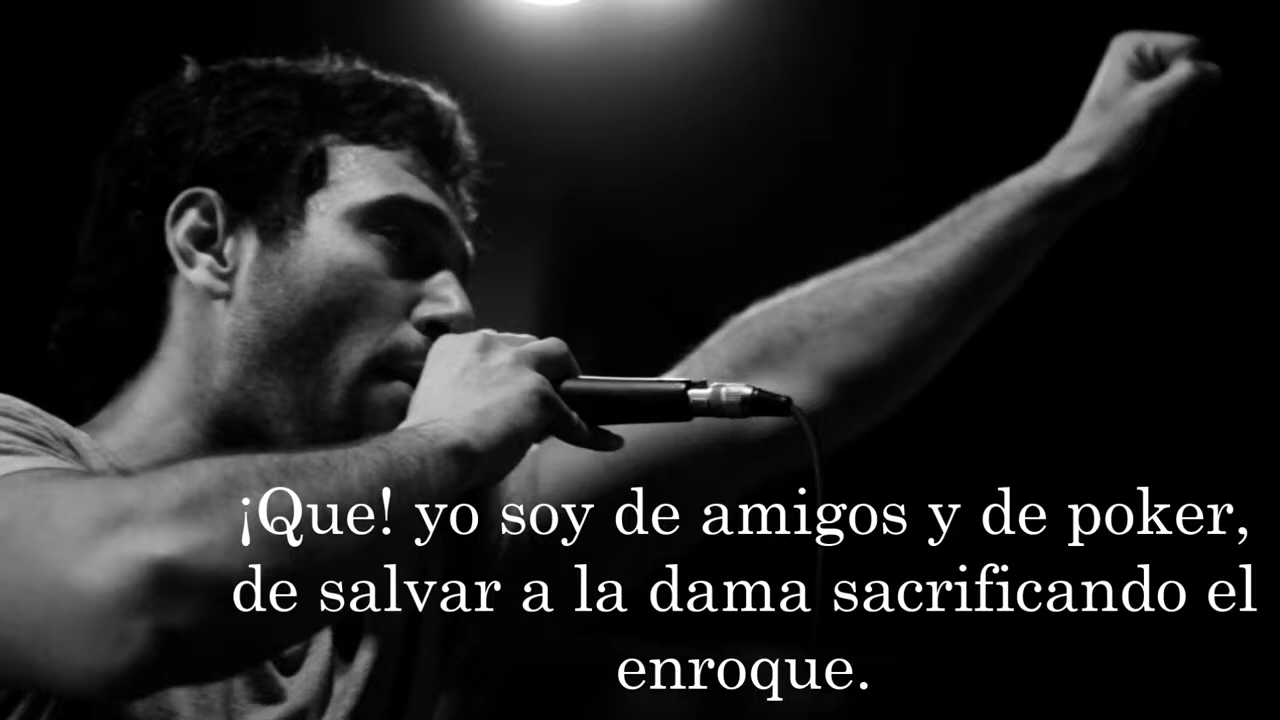 ¡Que! yo soy de amigos y de poker,
de salvar a la dama sacrificando el
enroque.